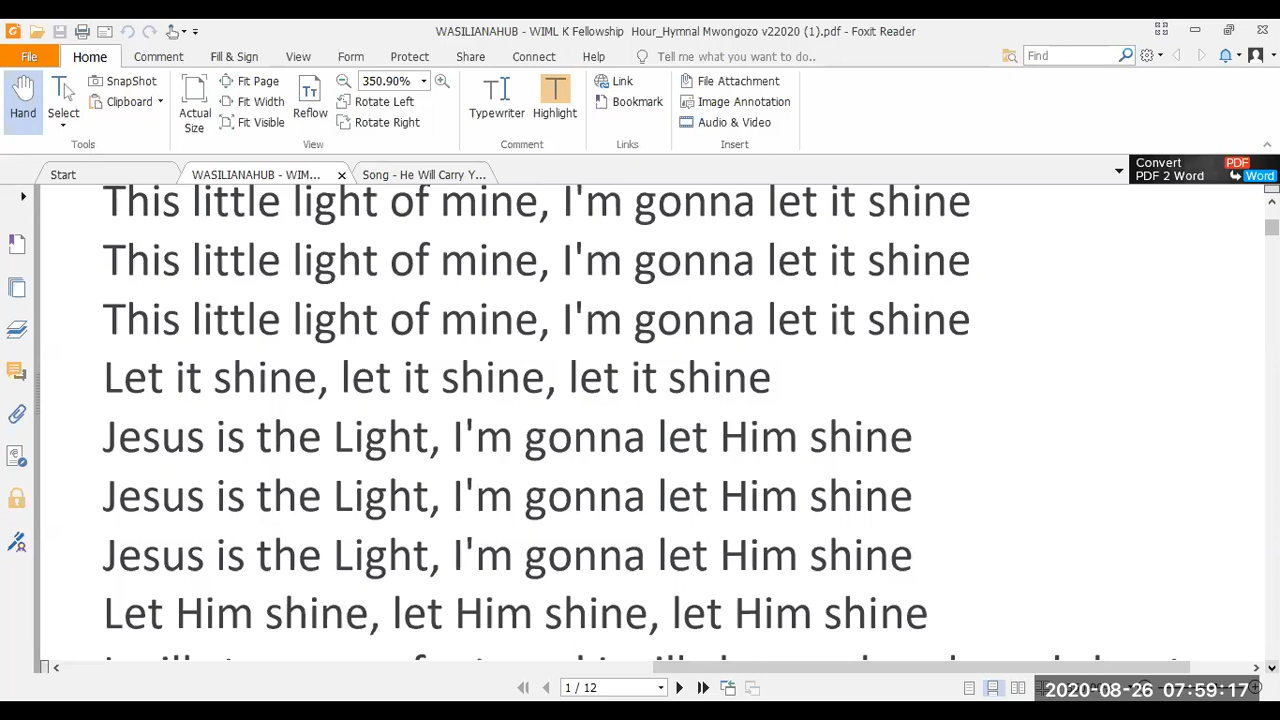 WASILIANAHUB - WIML K Fellowship Hour_Hymnal Mwongozo v22020 (1).pdf - Foxit Reader
File Home Comment Fill & Sign View Form Protect Share Connect Help Tell me what you want to do.. Find
Hand Select SnapShot Clipboard Actual Size Fit Page Fit Width Fit Visible Reflow 350.90% Rotate Left Rotate Right Typewriter Highlight Link Bookmark File Attachment Image Annotation Audio & Video
Tools View Comment Links Insert
Start WASILIANAHUB - WIM... Song - He Will Carry Y...
Convert PDF
PDF 2 Word Word
This little light of mine, I'm gonna let it shine
This little light of mine, I'm gonna let it shine
This little light of mine, I'm gonna let it shine
Let it shine, let it shine, let it shine
Jesus is the Light, I'm gonna let Him shine
Jesus is the Light, I'm gonna let Him shine
Jesus is the Light, I'm gonna let Him shine
Let Him shine, let Him shine, let Him shine
1 / 12
2020-08-26 07:59:17